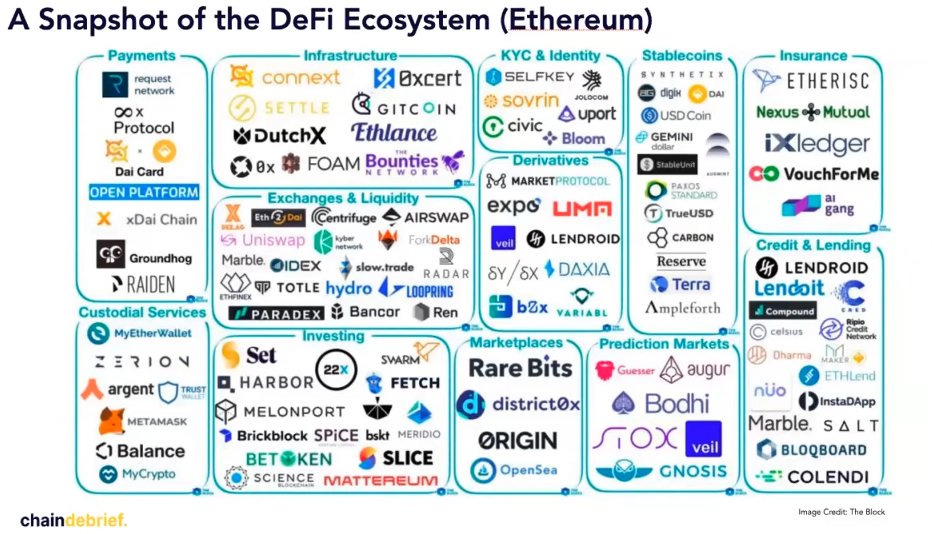 A Snapshot of the DeFi Ecosystem (Ethereum)
Payments
request
network
x
Protocol
Dai Card
OPEN PLATFORM
xDai Chain
Groundhog
RAIDEN
Infrastructure
connext
0xcert
SETTLE
GITCOIN
DutchX
Ethlance
0x
FOAM
THE
Bounties
NETWORK
KYC & Identity
SELFKEY
JOLOCOM
sovrin
uport
civic
Bloom
Stablecoins
SYNTHETIX
digix
DAI
USD Coin
GEMINI
dollar
StableUnit
PAXOS
STANDARD
TrueUSD
CARBON
Reserve
Terra
Ampleforth
Insurance
ETHERISC
Nexus Mutual
iXledger
VouchForMe
ai
gang
Exchanges & Liquidity
DEX.AG
Eth2Dai
Centrifuge
AIRSWAP
Uniswap
kyber
network
ForkDelta
Marble.
IDEX
slow.trade
RADAR
ETHFINEX
TOTLE
hydro
LOOPRING
PARADEX
Bancor
Ren
Derivatives
MARKETPROTOCOL
expo
UMA
veil
LENDROID
δY/δX
DAXIA
b0x
VARIABL
Credit & Lending
LENDROID
Lendoit
CRED
Compound
celsius
Ripio
Credit
Network
Dharma
MAKER
ETHLend
nüo
InstaDApp
Marble.
SALT
BLOQBOARD
COLENDI
Custodial Services
MyEtherWallet
ZERION
argent
TRUST
WALLET
METAMASK
Balance
MyCrypto
Investing
Set
22X
SWARM
HARBOR
FETCH
MELONPORT
Brickblock
SPiCE
bskt
MERIDIO
BETOKEN
SLICE
SCIENCE
BLOCKCHAIN
MATTEREUM
Marketplaces
Rare Bits
district0x
ORIGIN
OpenSea
Prediction Markets
Guesser
augur
Bodhi
STOX
veil
GNOSIS
chaindebrief.
Image Credit: The Block